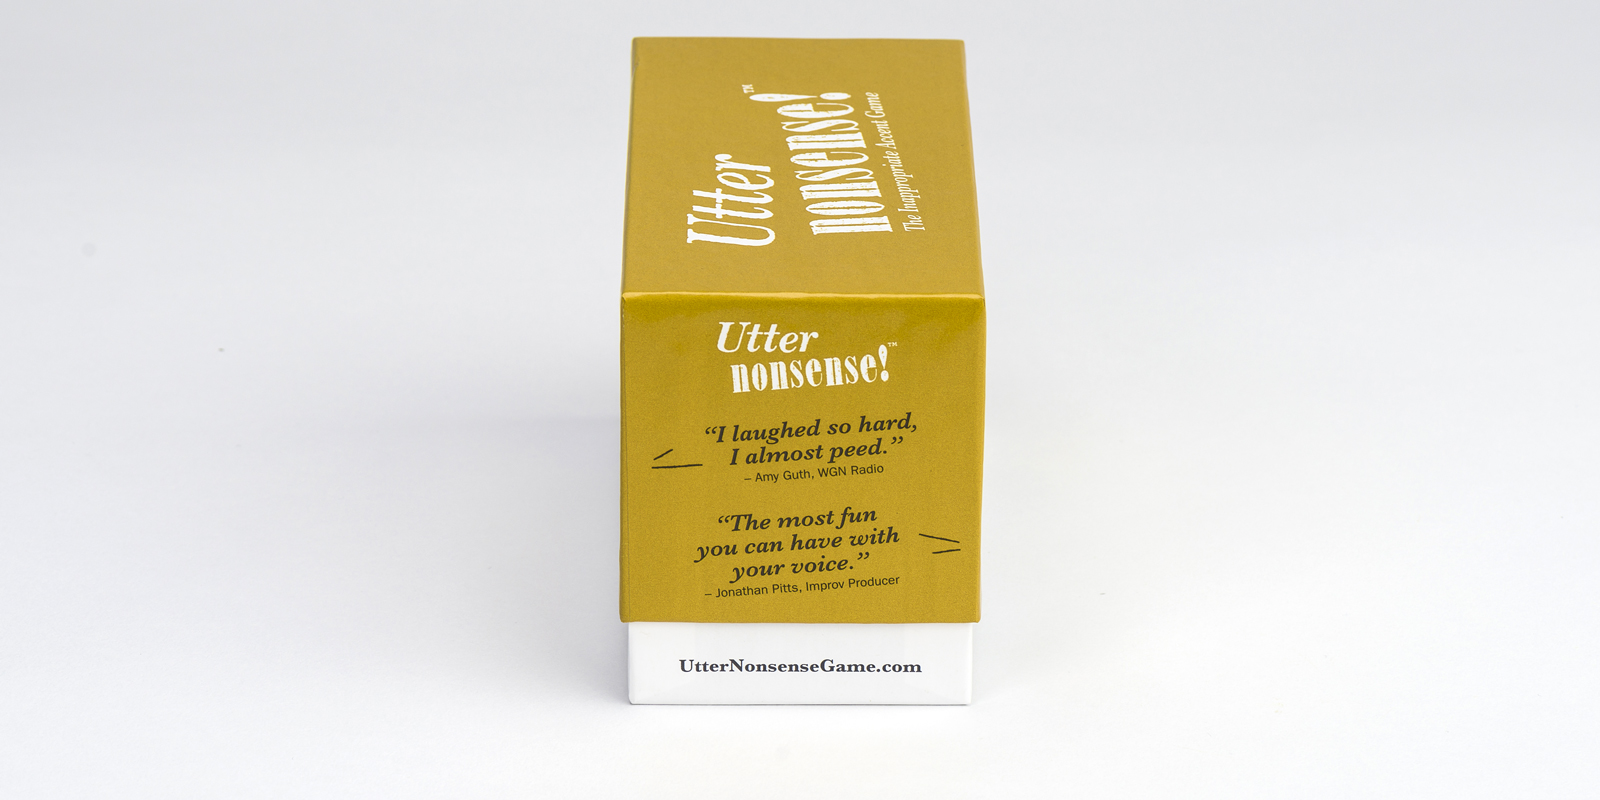 Utter
nonsense!™
The Inappropriate Accent Game
Utter
nonsense!™
“I laughed so hard,
I almost peed.”
– Amy Guth, WGN Radio
“The most fun
you can have with
your voice.”
– Jonathan Pitts, Improv Producer
UtterNonsenseGame.com